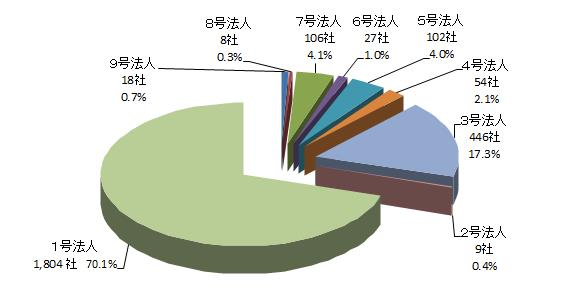 8号法人
8社
0.3%
7号法人
106社
4.1%
6号法人
27社
1.0%
5号法人
102社
4.0%
4号法人
54社
2.1%
3号法人
446社
17.3%
2号法人
9社
0.4%
1号法人
1,804社 70.1%
9号法人
18社
0.7%